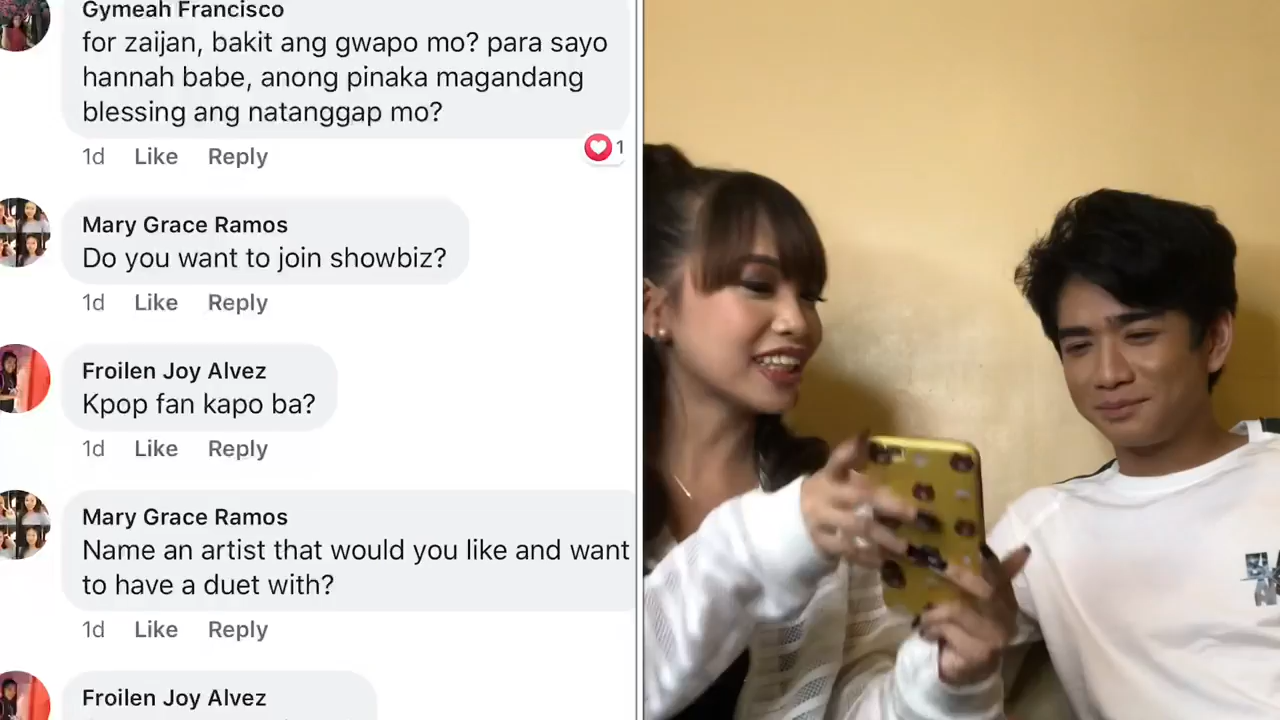 Gymeah Francisco
for zaijan, bakit ang gwapo mo? para sayo
hannah babe, anong pinaka magandang
blessing ang natanggap mo?
1d Like Reply
1
Mary Grace Ramos
Do you want to join showbiz?
1d Like Reply
Froilen Joy Alvez
Kpop fan kapo ba?
1d Like Reply
Mary Grace Ramos
Name an artist that would you like and want
to have a duet with?
1d Like Reply
Froilen Joy Alvez